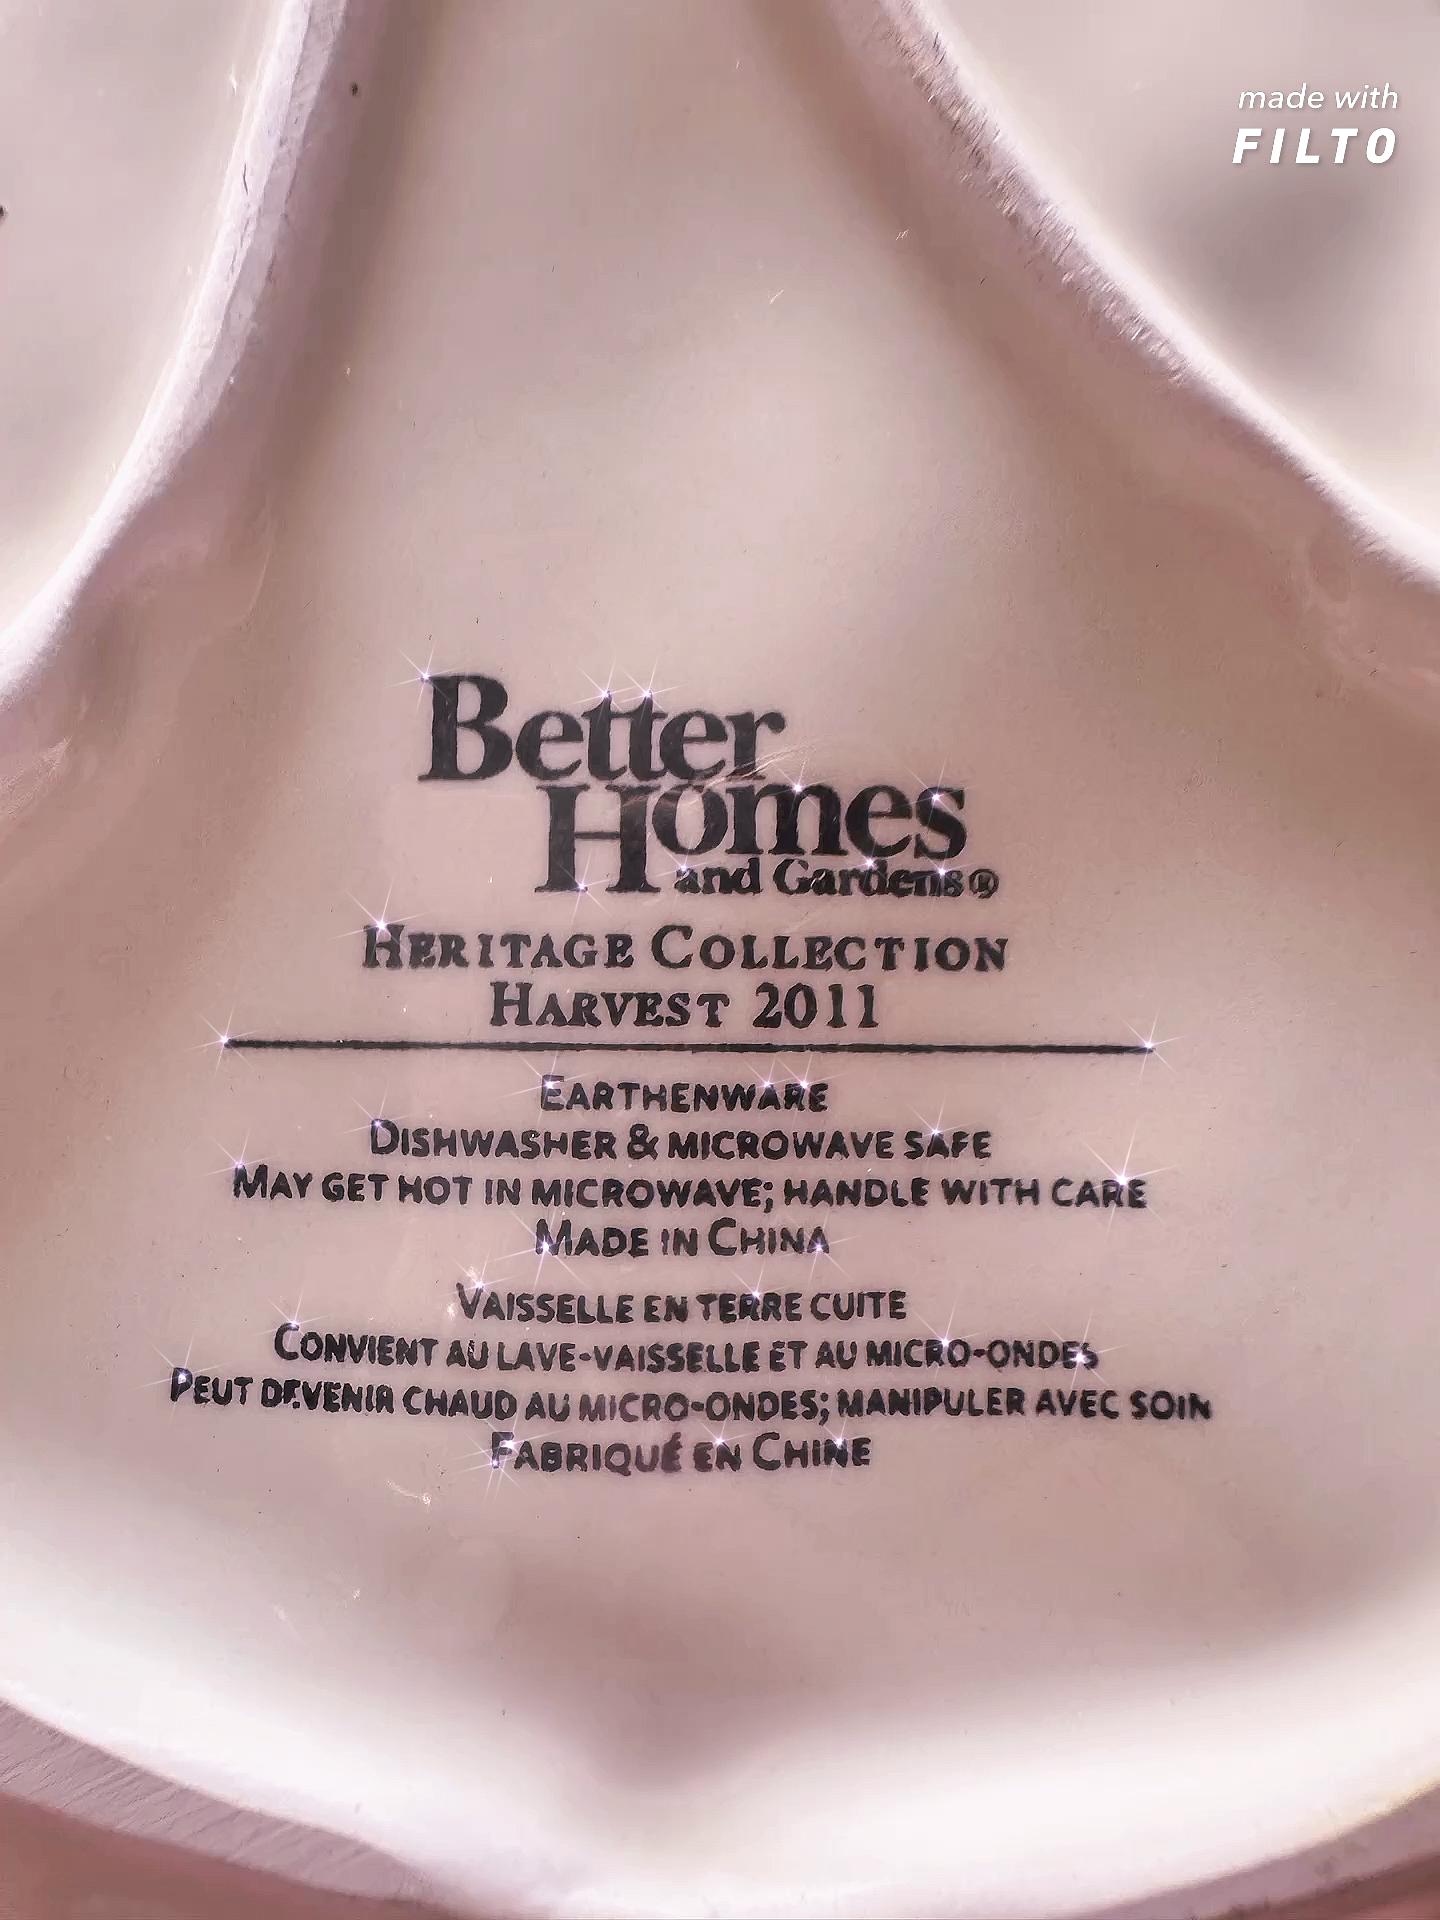 made with
FILTO
Better
Homes
and Gardens®
HERITAGE COLLECTION
HARVEST 2011
EARTHENWARE
DISHWASHER & MICROWAVE SAFE
MAY GET HOT IN MICROWAVE; HANDLE WITH CARE
MADE IN CHINA
VAISSELLE EN TERRE CUITE
CONVIENT AU LAVE-VAISSELLE ET AU MICRO-ONDES
PEUT DEVENIR CHAUD AU MICRO-ONDES; MANIPULER AVEC SOIN
FABRIQUÉ EN CHINE